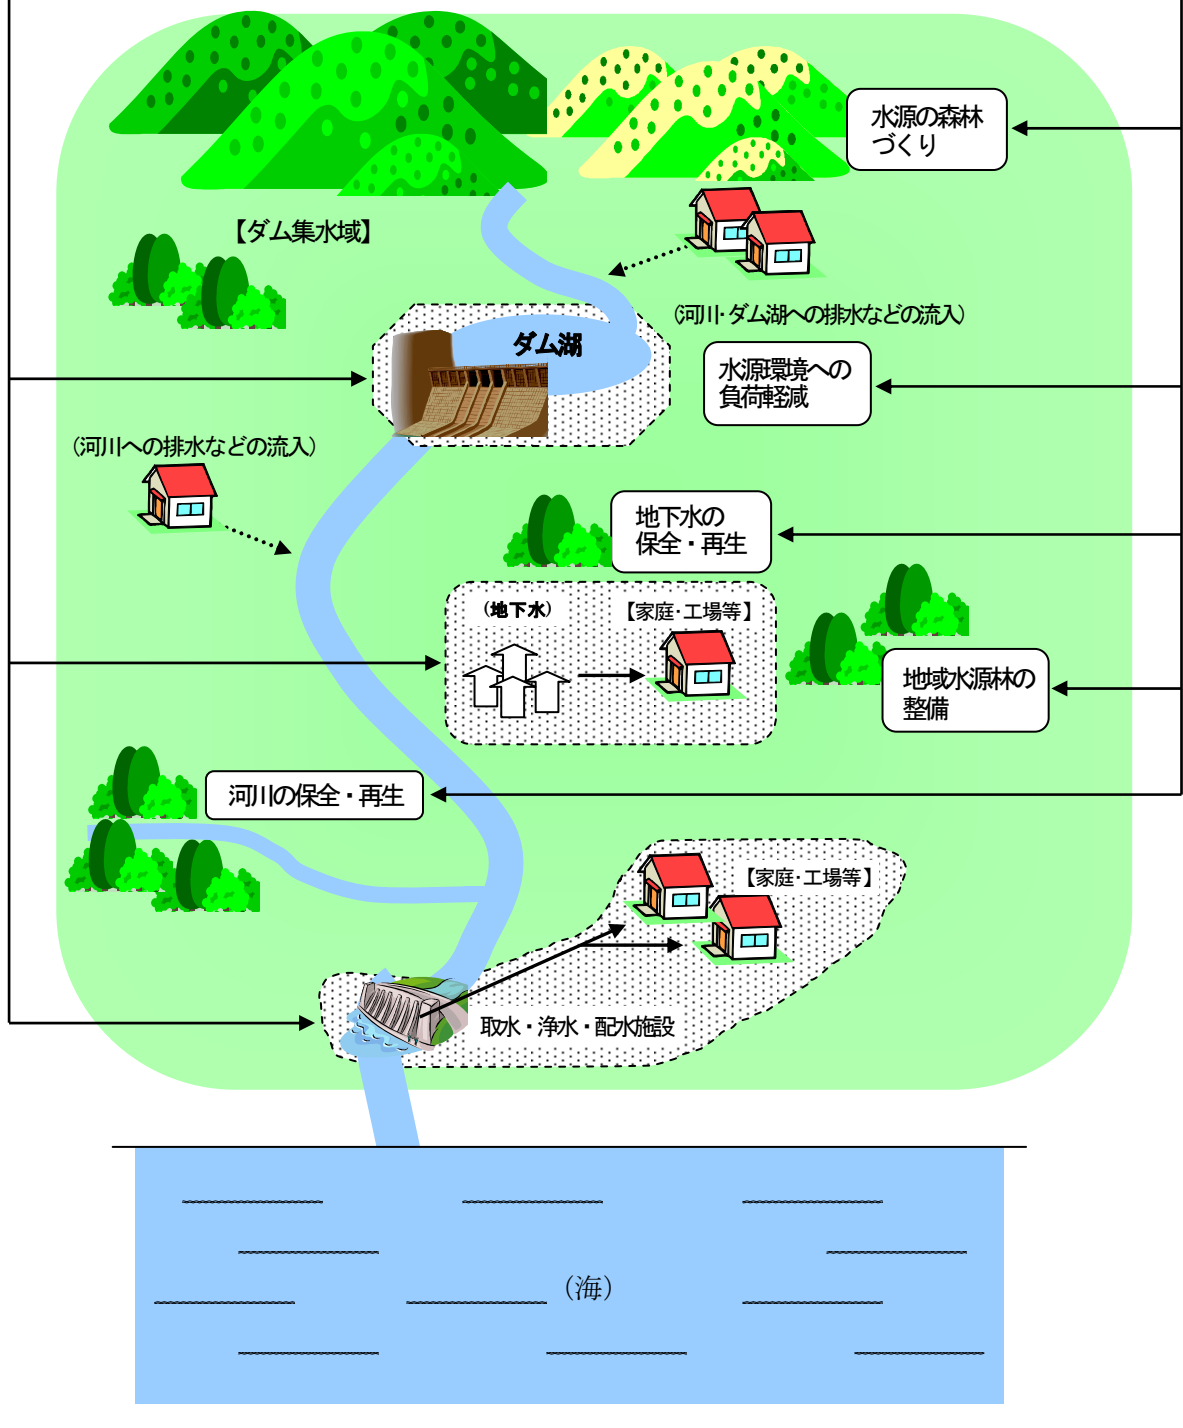 水源の森林
づくり
【ダム集水域】
(河川・ダム湖への排水などの流入)
ダム湖
水源環境への
負荷軽減
(河川への排水などの流入)
地下水の
保全・再生
(地下水)
【家庭・工場等】
地域水源林の
整備
河川の保全・再生
【家庭・工場等】
取水・浄水・配水施設
(海)